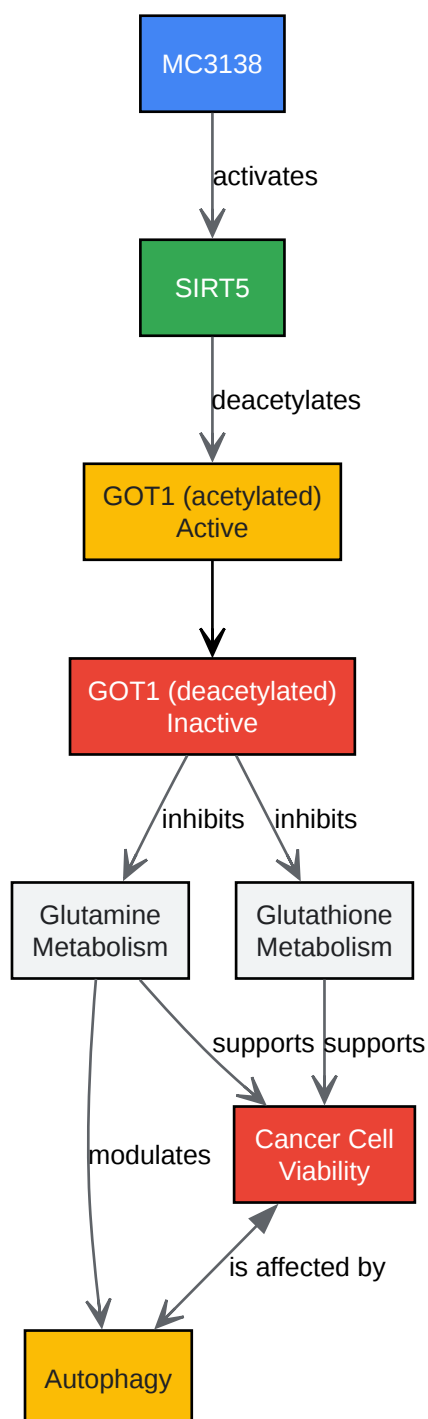 MC3138
activates
SIRT5
deacetylates
GOT1 (acetylated)
Active
GOT1 (deacetylated)
Inactive
inhibits
inhibits
Glutamine
Metabolism
Glutathione
Metabolism
supports
supports
Cancer Cell
Viability
modulates
is affected by
Autophagy